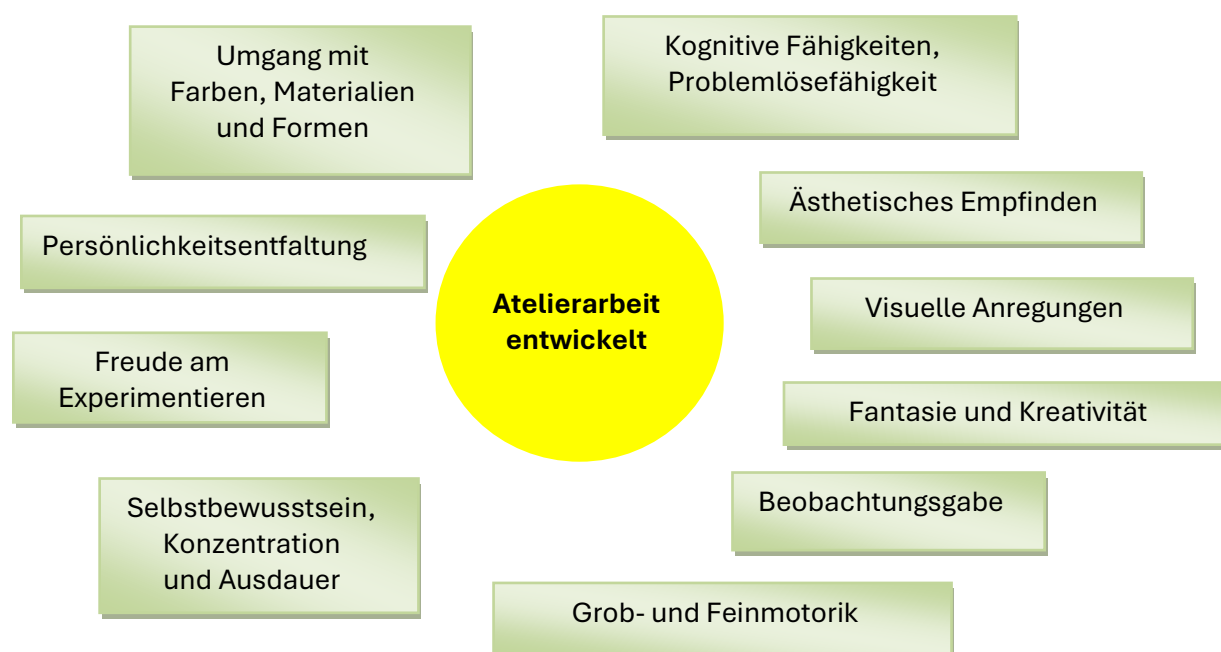 Umgang mit
Farben, Materialien
und Formen
Kognitive Fähigkeiten,
Problemlösefähigkeit
Ästhetisches Empfinden
Persönlichkeitsentfaltung
Atelierarbeit
entwickelt
Visuelle Anregungen
Freude am
Experimentieren
Fantasie und Kreativität
Selbstbewusstsein,
Konzentration
und Ausdauer
Beobachtungsgabe
Grob- und Feinmotorik